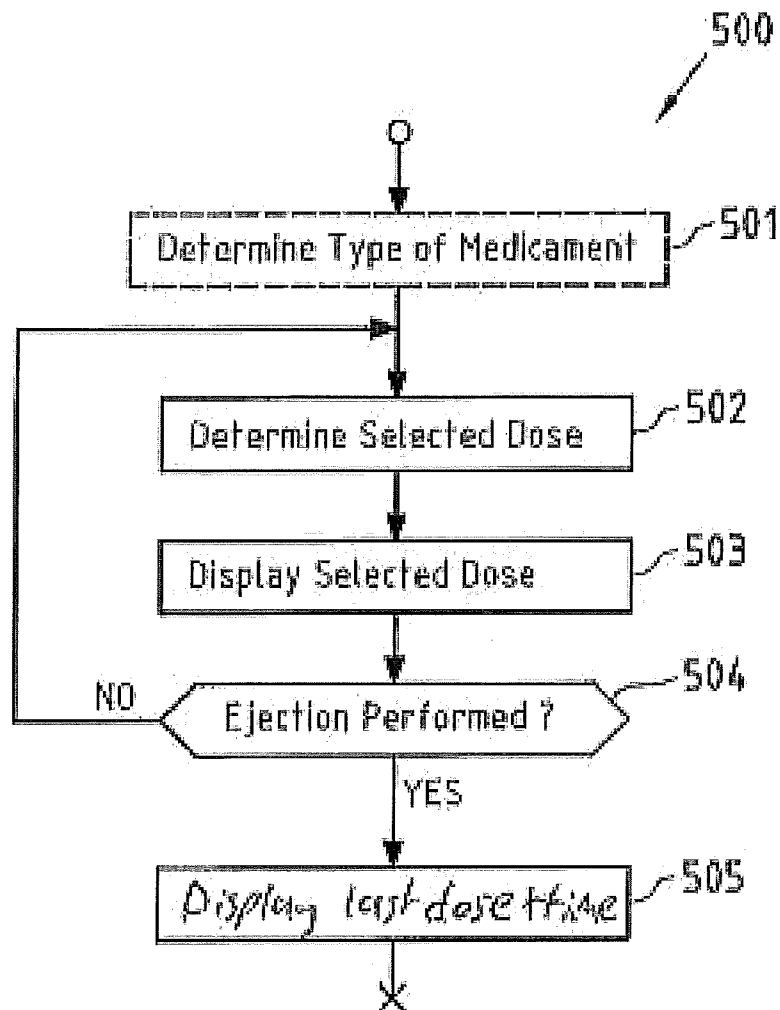 500
Determine Type of Medicament
501
Determine Selected Dose
502
Display Selected Dose
503
NO
Ejection Performed ?
504
YES
Display last dose + time
505